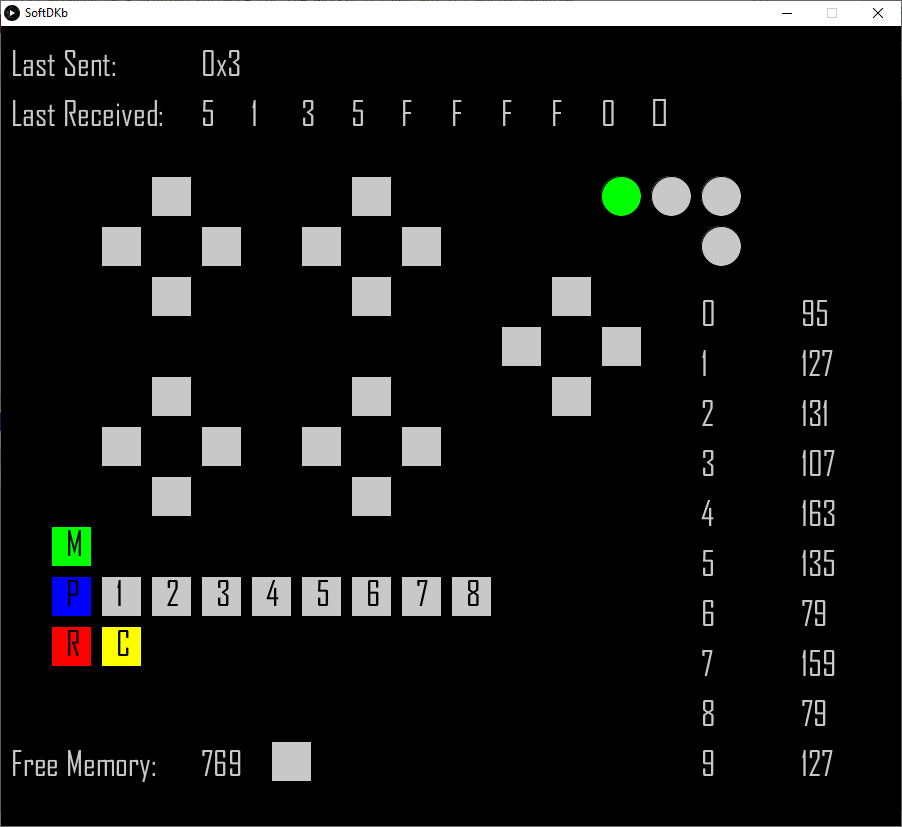 SoftDKb
Last Sent: 0x3
Last Received: 5 1 3 5 F F F F 0
0 95
1 127
2 131
3 107
4 163
5 135
M
P 1 2 3 4 5 6 7 8
6 79
R C
7 159
8 79
Free Memory: 769
9 127